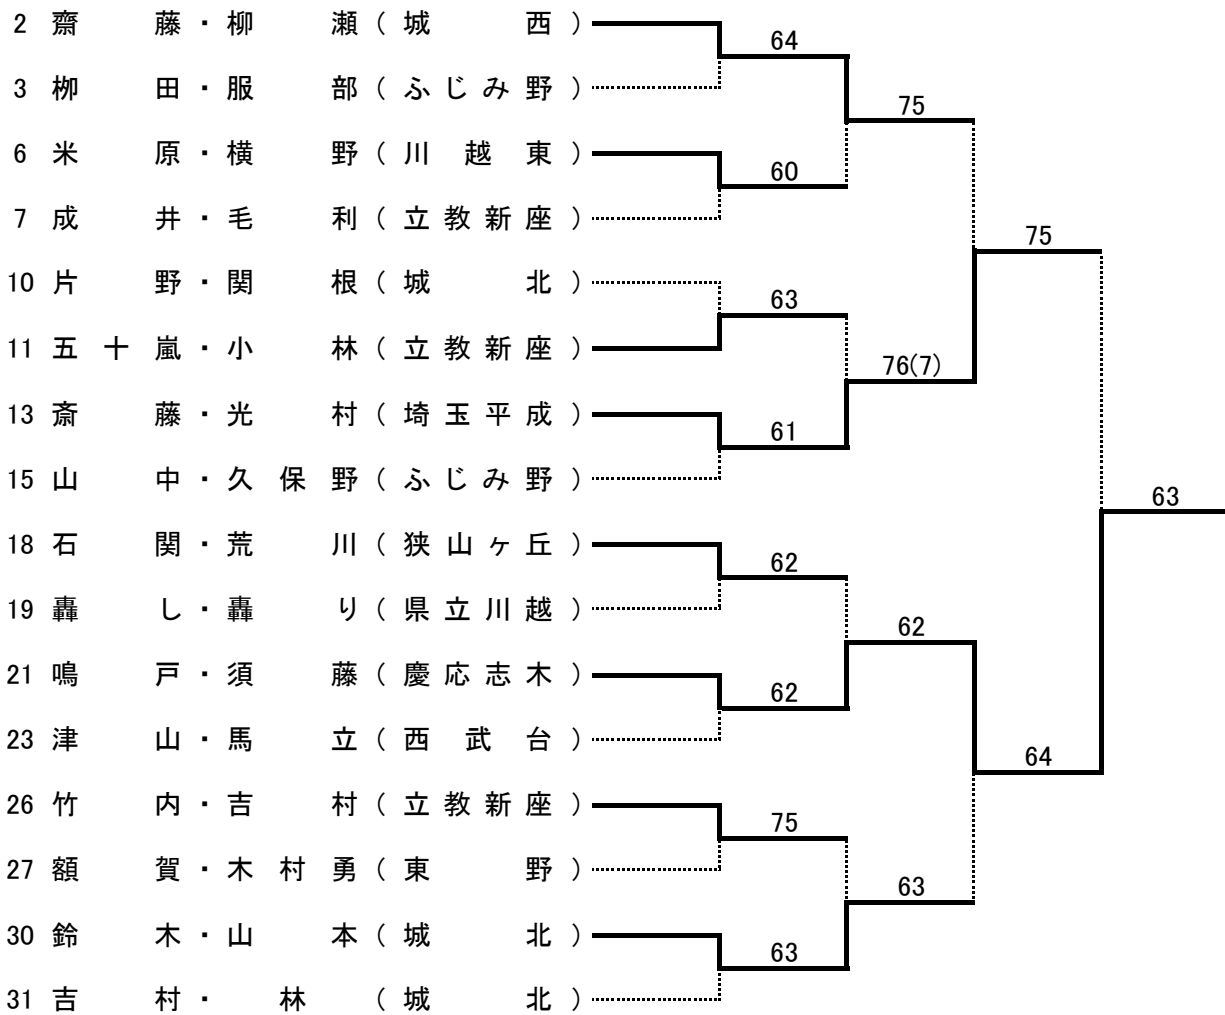 2 齋藤・柳瀬(城西)
64
3 栁田・服部(ふじみ野)
75
6 米原・横野(川越東)
60
7 成井・毛利(立教新座)
75
10 片野・関根(城北)
63
11 五十嵐・小林(立教新座)
76(7)
13 斎藤・光村(埼玉平成)
61
15 山中・久保野(ふじみ野)
63
18 石関・荒川(狭山ヶ丘)
62
19 轟し・轟り(県立川越)
62
21 鳴戸・須藤(慶応志木)
62
23 津山・馬立(西武台)
64
26 竹内・吉村(立教新座)
75
27 額賀・木村勇(東野)
63
30 鈴木・山本(城北)
63
31 吉村・林(城北)